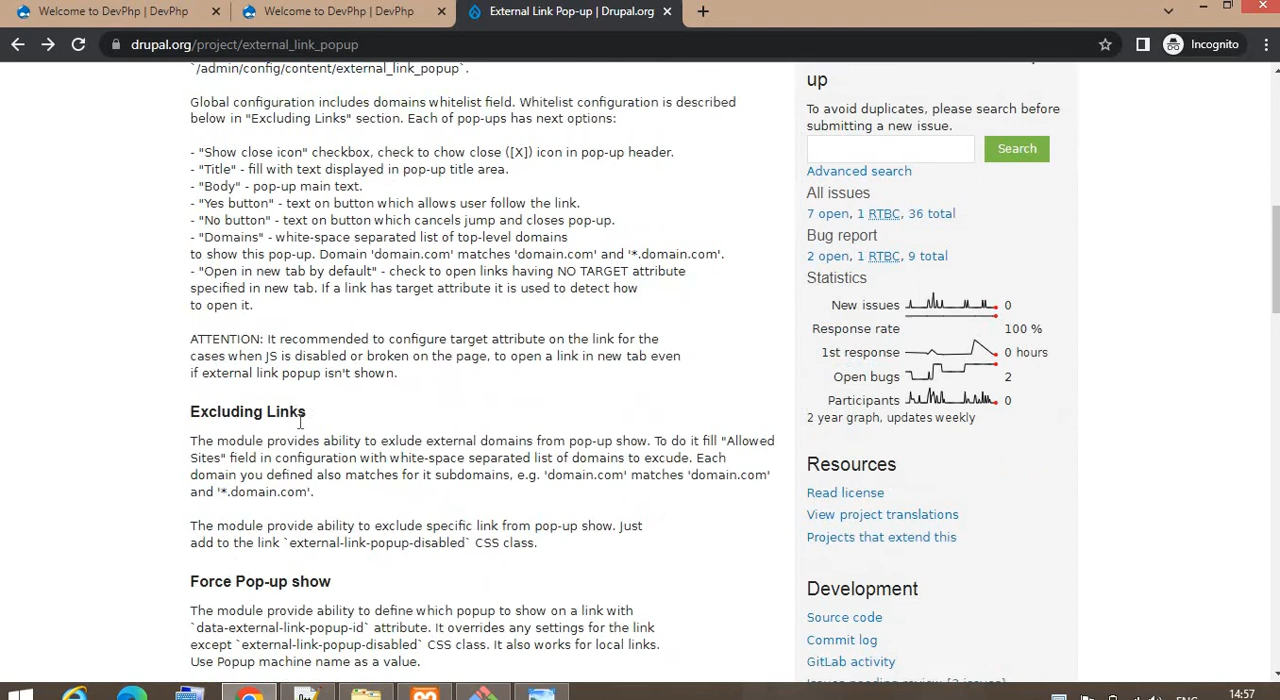 Welcome to DevPhp | DevPhp
Welcome to DevPhp | DevPhp
External Link Pop-up | Drupal.org
drupal.org/project/external_link_popup
Incognito
`/admin/config/content/external_link_popup`.
Global configuration includes domains whitelist field. Whitelist configuration is described
below in "Excluding Links" section. Each of pop-ups has next options:
- "Show close icon" checkbox, check to chow close ([X]) icon in pop-up header.
- "Title" - fill with text displayed in pop-up title area.
- "Body" - pop-up main text.
- "Yes button" - text on button which allows user follow the link.
- "No button" - text on button which cancels jump and closes pop-up.
- "Domains" - white-space separated list of top-level domains
to show this pop-up. Domain 'domain.com' matches 'domain.com' and '*.domain.com'.
- "Open in new tab by default" - check to open links having NO TARGET attribute
specified in new tab. If a link has target attribute it is used to detect how
to open it.
ATTENTION: It recommended to configure target attribute on the link for the
cases when JS is disabled or broken on the page, to open a link in new tab even
if external link popup isn't shown.
Excluding Links
The module provides ability to exlude external domains from pop-up show. To do it fill "Allowed
Sites" field in configuration with white-space separated list of domains to excude. Each
domain you defined also matches for it subdomains, e.g. 'domain.com' matches 'domain.com'
and '*.domain.com'.
The module provide ability to exclude specific link from pop-up show. Just
add to the link `external-link-popup-disabled` CSS class.
Force Pop-up show
The module provide ability to define which popup to show on a link with
`data-external-link-popup-id` attribute. It overrides any settings for the link
except `external-link-popup-disabled` CSS class. It also works for local links.
Use Popup machine name as a value.
up
To avoid duplicates, please search before
submitting a new issue.
Search
Advanced search
All issues
7 open, 1 RTBC, 36 total
Bug report
2 open, 1 RTBC, 9 total
Statistics
New issues 0
Response rate 100 %
1st response 0 hours
Open bugs 2
Participants 0
2 year graph, updates weekly
Resources
Read license
View project translations
Projects that extend this
Development
Source code
Commit log
GitLab activity
14:57